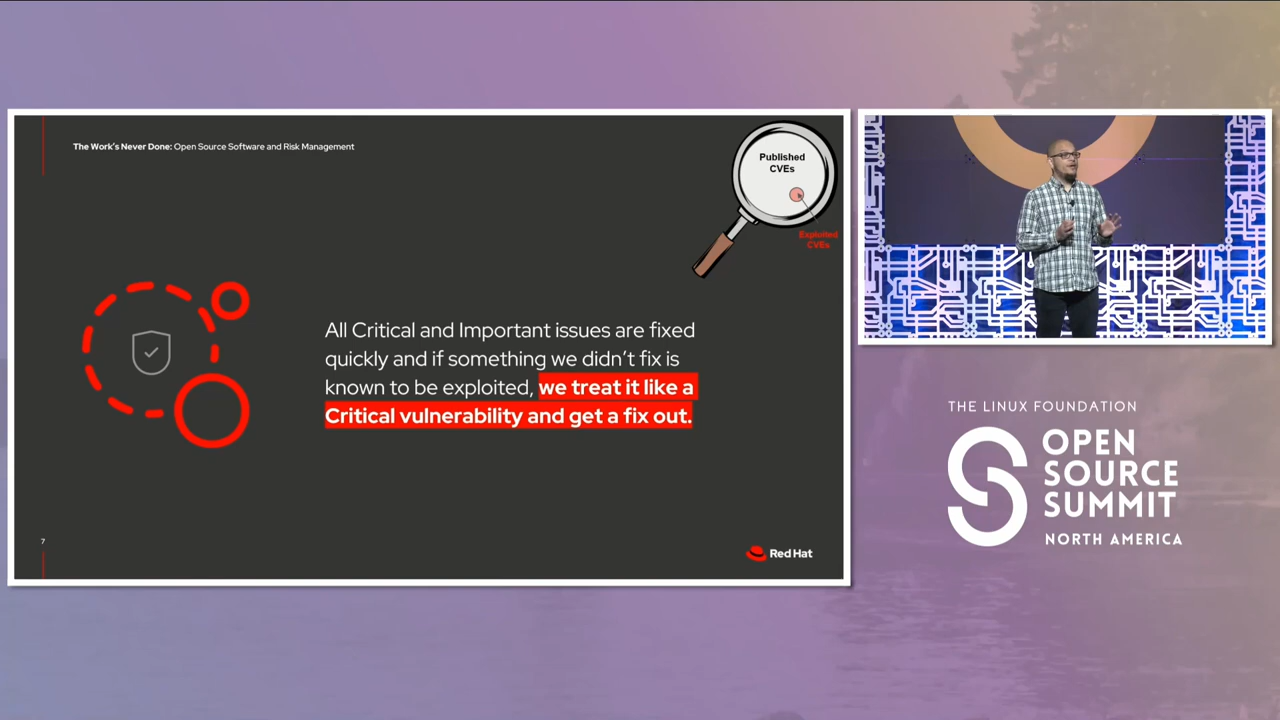 The Work's Never Done: Open Source Software and Risk Management
Published
CVEs
Exploited
CVEs
All Critical and Important issues are fixed
quickly and if something we didn't fix is
known to be exploited, we treat it like a
Critical vulnerability and get a fix out.
7
Red Hat
THE LINUX FOUNDATION
OPEN
SOURCE
SUMMIT
NORTH AMERICA